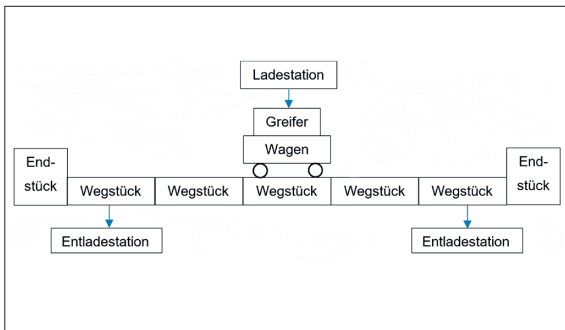 Ladestation
Greifer
Wagen
End-
stück
Wegstück
Wegstück
Wegstück
Wegstück
Wegstück
End-
stück
Entladestation
Entladestation